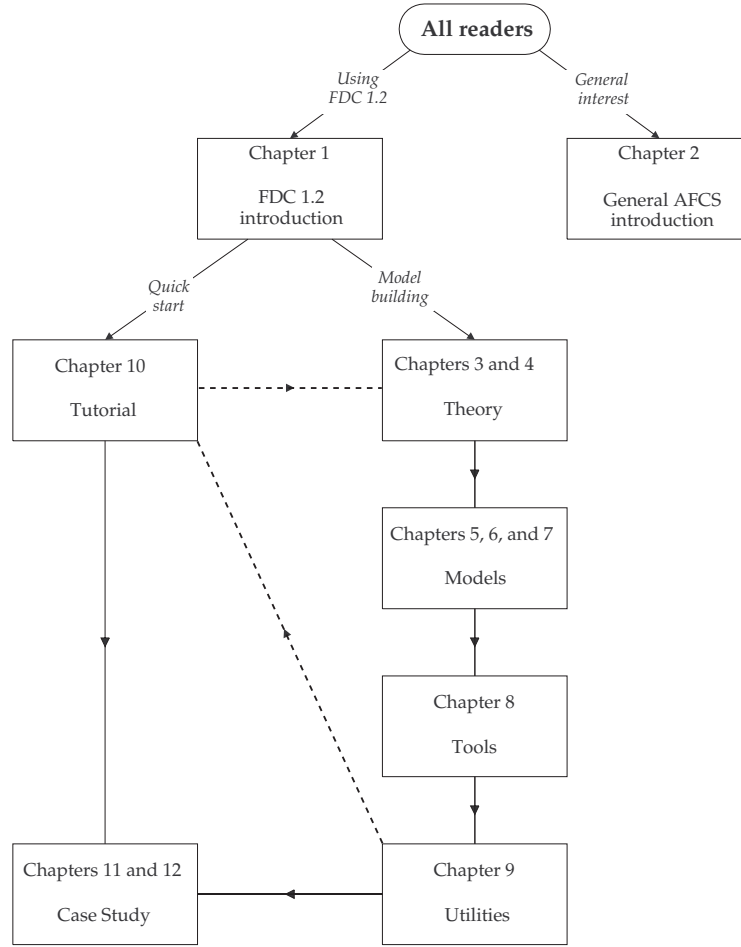 All readers
Using
FDC 1.2
General
interest
Chapter 1
FDC 1.2
introduction
Chapter 2
General AFCS
introduction
Quick
start
Model
building
Chapter 10
Tutorial
Chapters 3 and 4
Theory
Chapters 5, 6, and 7
Models
Chapter 8
Tools
Chapters 11 and 12
Case Study
Chapter 9
Utilities